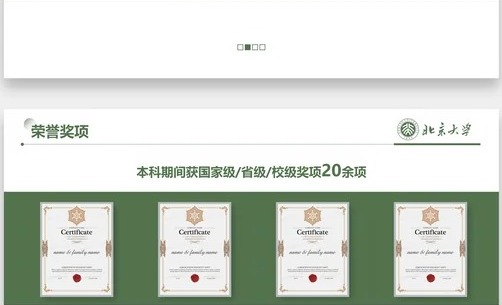 荣誉奖项
北京大学
本科期间获国家级/省级/校级奖项20余项
Certificate Certificate Certificate Certificate
name & family name name & family name name & family name name & family name